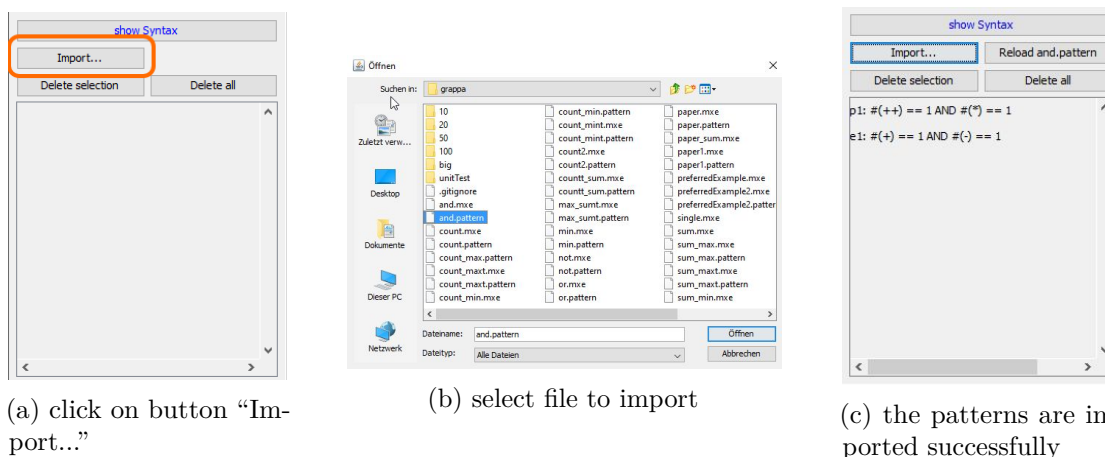 show Syntax
Import...
Delete selection Delete all
(a) click on button “Im-
port...”
Öffnen
Suchen in: grappa
Zuletzt verw...
Desktop
Dokumente
Dieser PC
Netzwerk
10
20
50
100
big
unitTest
.gitignore
and.mxe
and.pattern
count.mxe
count.pattern
count_max.pattern
count_maxt.mxe
count_maxt.pattern
count_min.mxe
count_min.pattern
count_mint.mxe
count_mint.pattern
count2.mxe
count2.pattern
countt_sum.mxe
countt_sum.pattern
max_sumt.mxe
max_sumt.pattern
min.mxe
min.pattern
not.mxe
not.pattern
or.mxe
or.pattern
paper.mxe
paper.pattern
paper_sum.mxe
paper1.mxe
paper1.pattern
preferredExample.mxe
preferredExample2.mxe
preferredExample2.patter
single.mxe
sum.mxe
sum_max.mxe
sum_max.pattern
sum_maxt.mxe
sum_maxt.pattern
sum_min.mxe
Dateiname: and.pattern Öffnen
Dateityp: Alle Dateien Abbrechen
(b) select file to import
show Syntax
Import... Reload and.pattern
Delete selection Delete all
p1: #(++) == 1 AND #(*) == 1
e1: #(+) == 1 AND #(-) == 1
(c) the patterns are im
ported successfully